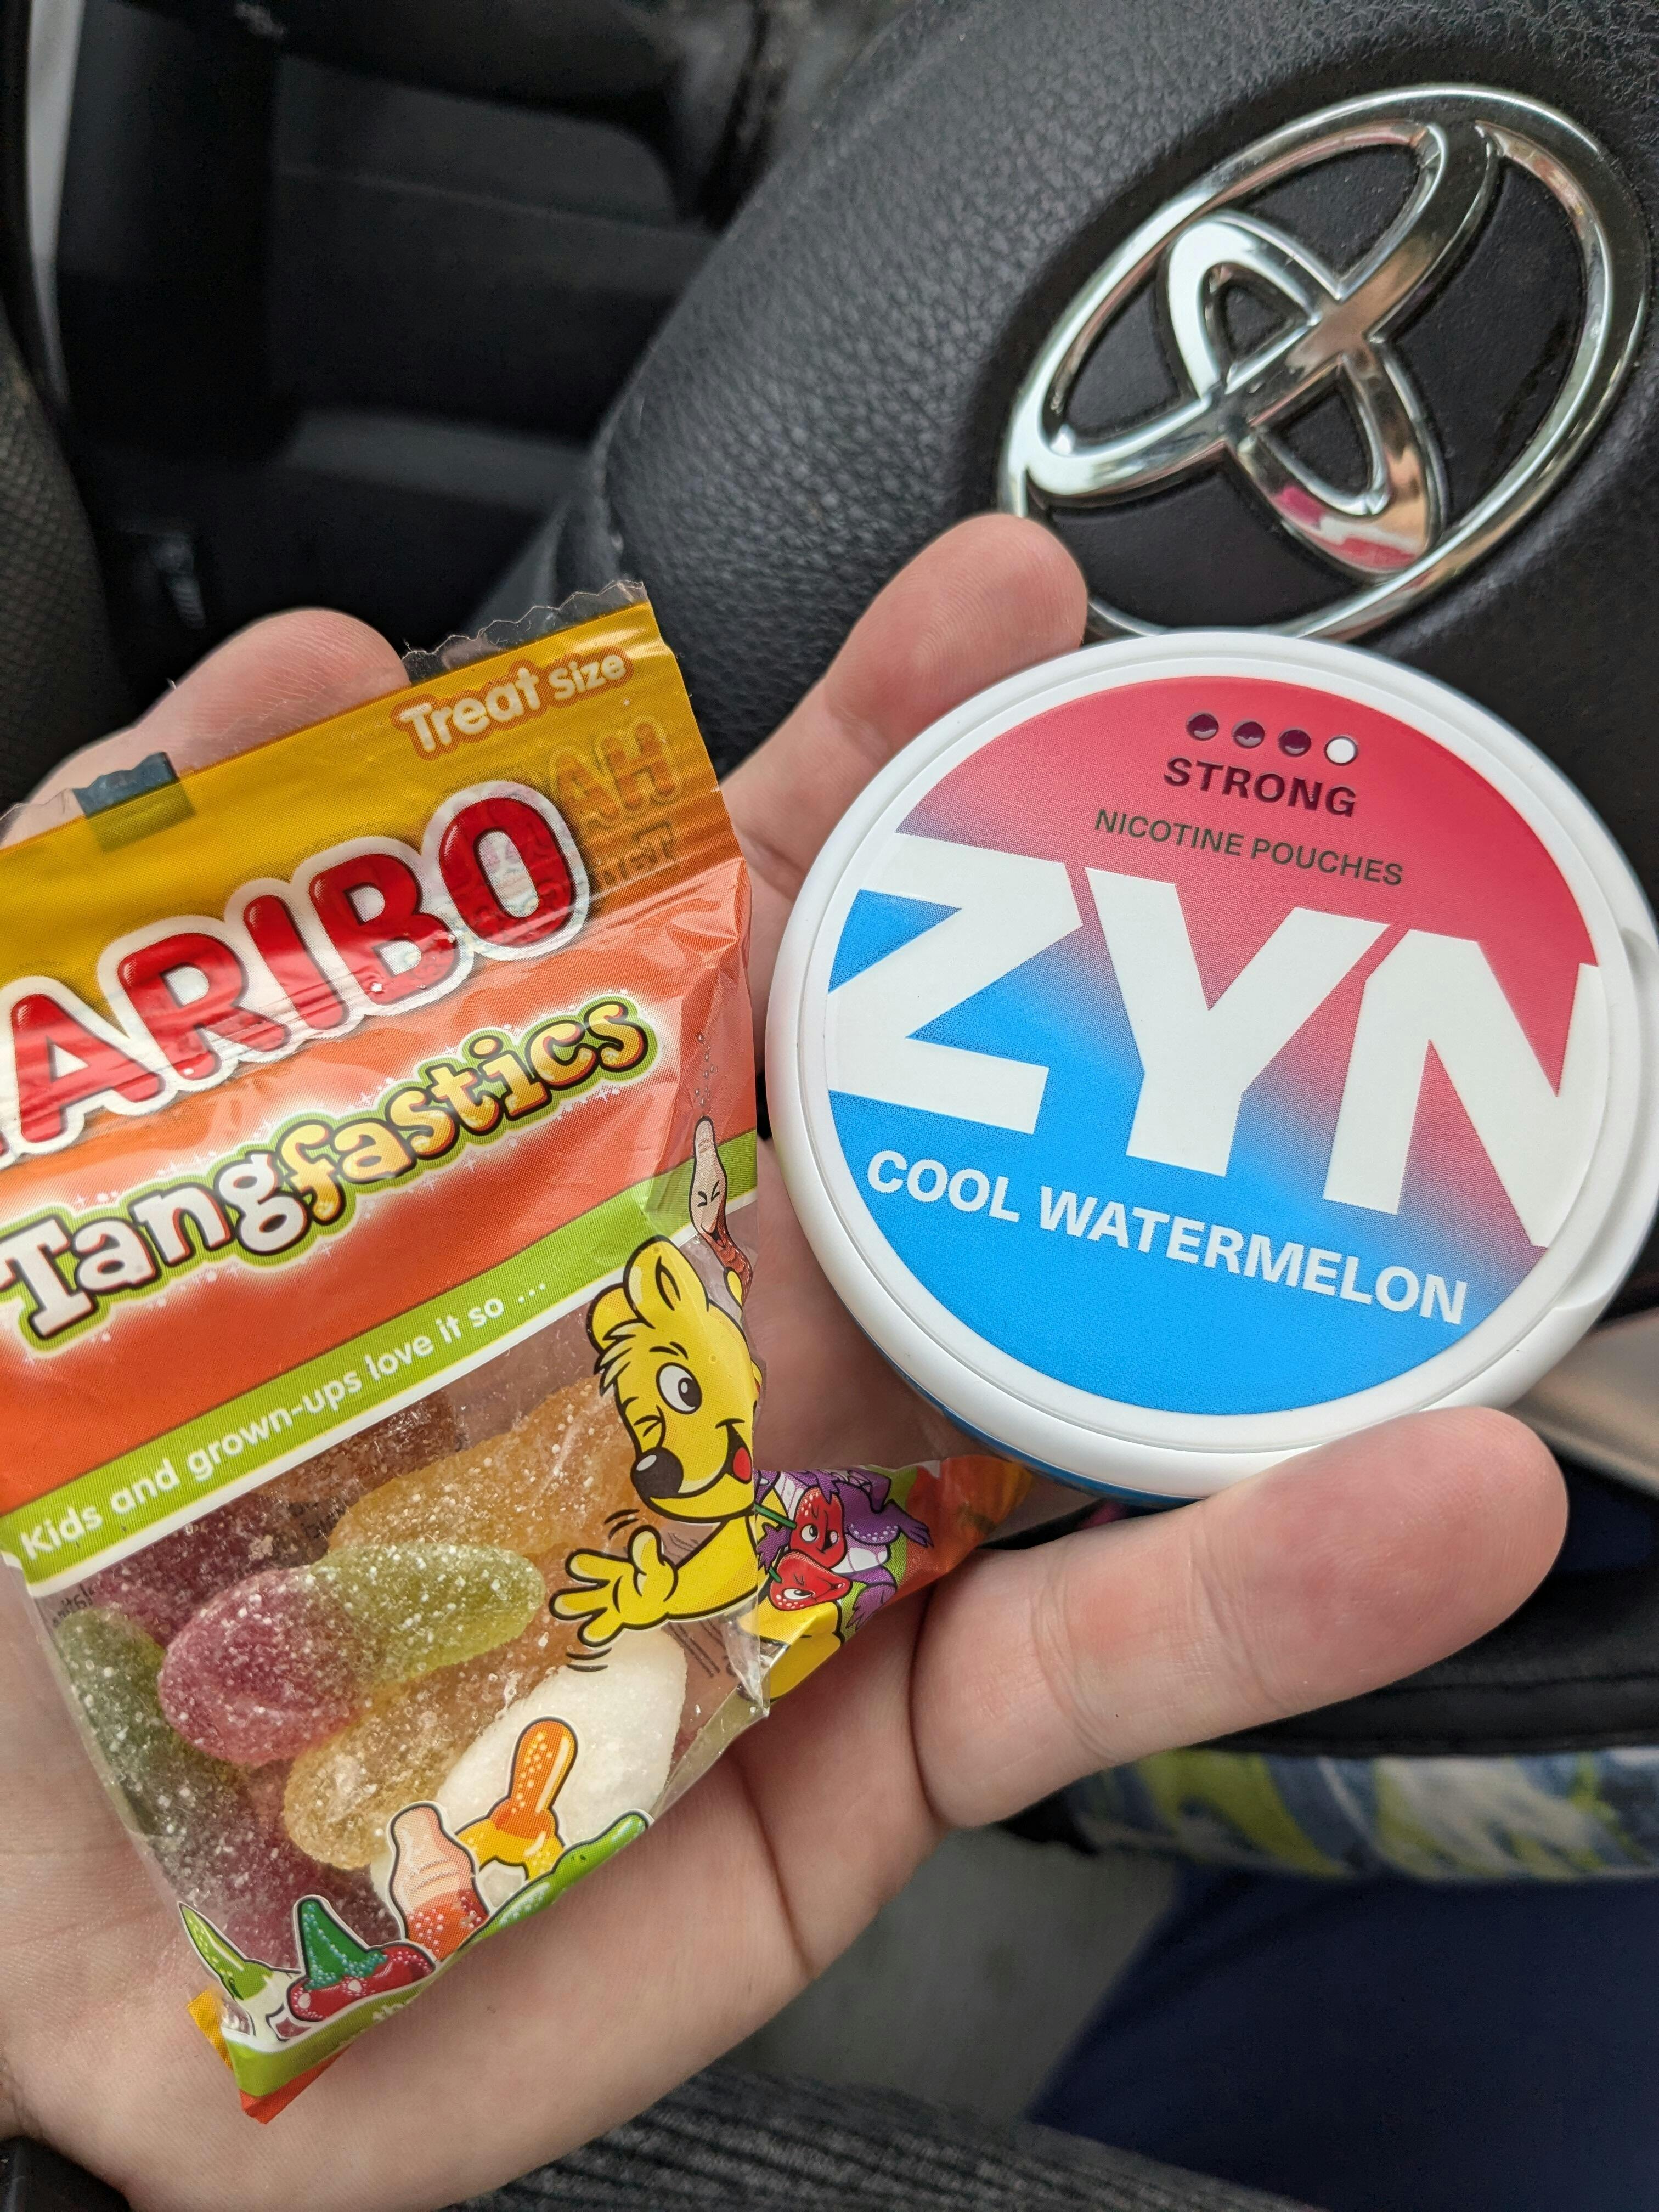 Treat size
ARIBO
Tangfastics
Kids and grown-ups love it so ...
STRONG
NICOTINE POUCHES
ZYN
COOL WATERMELON